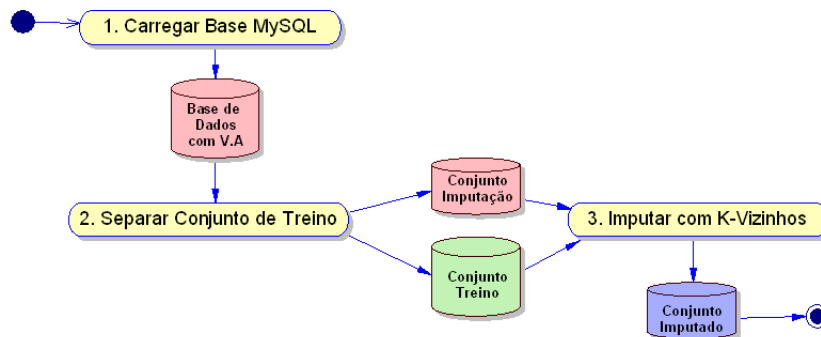 1. Carregar Base MySQL
Base de
Dados
com V.A
Conjunto
Imputação
2. Separar Conjunto de Treino
3. Imputar com K-Vizinhos
Conjunto
Treino
Conjunto
Imputado